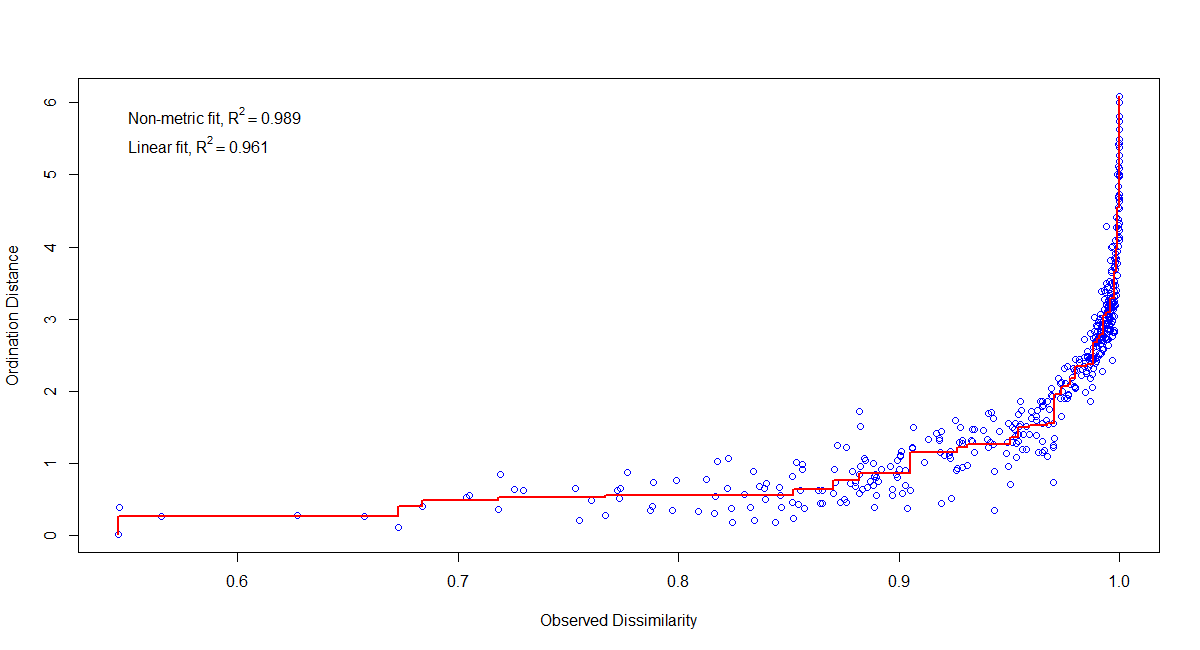 Non-metric fit, R² = 0.989
Linear fit, R² = 0.961
Ordination Distance
6
5
4
3
2
1
0
0.6 0.7 0.8 0.9 1.0
Observed Dissimilarity